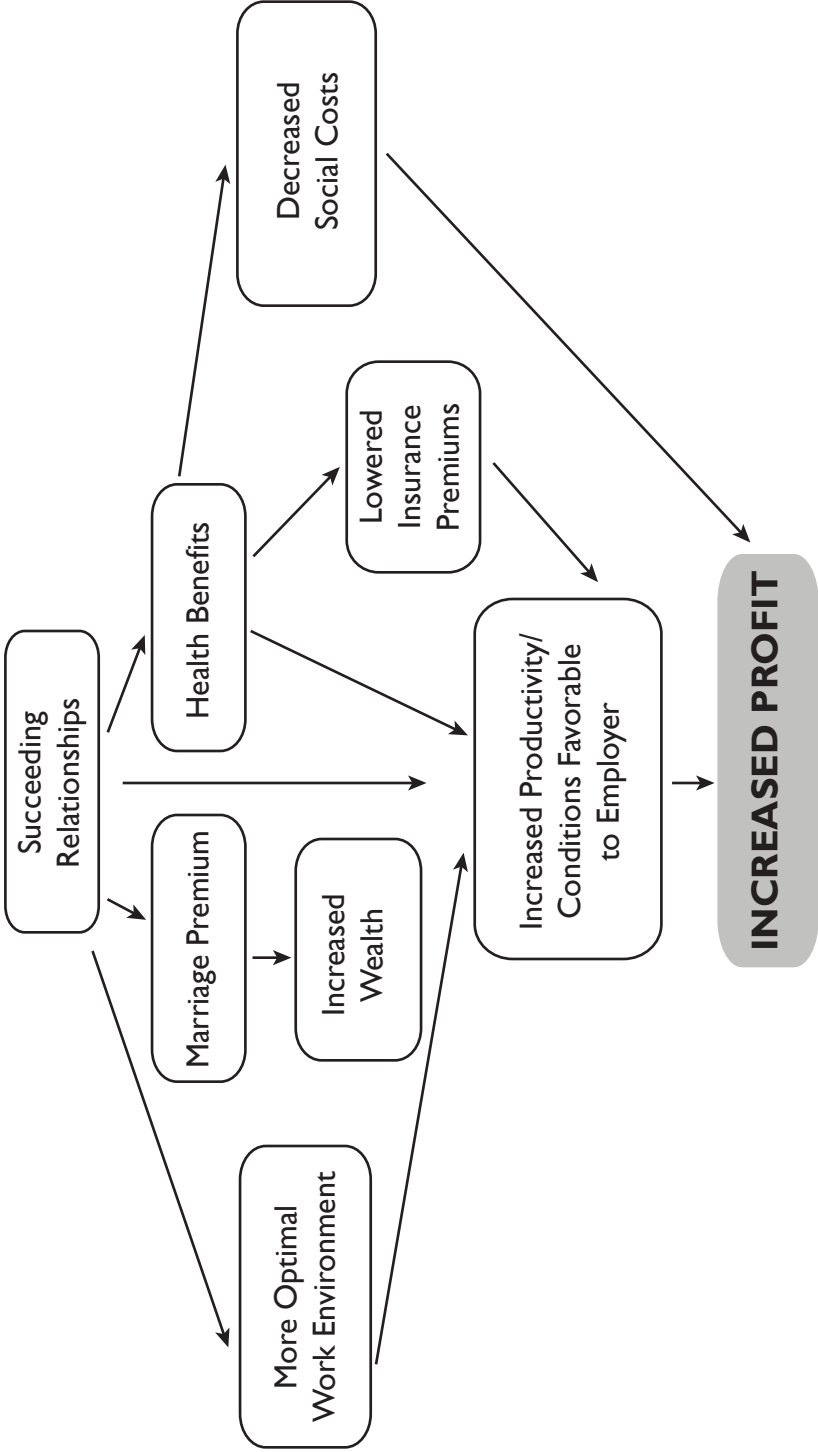 Succeeding
Relationships
Marriage Premium
Health Benefits
More Optimal
Work Environment
Increased
Wealth
Lowered
Insurance
Premiums
Decreased
Social Costs
Increased Productivity/
Conditions Favorable
to Employer
INCREASED PROFIT